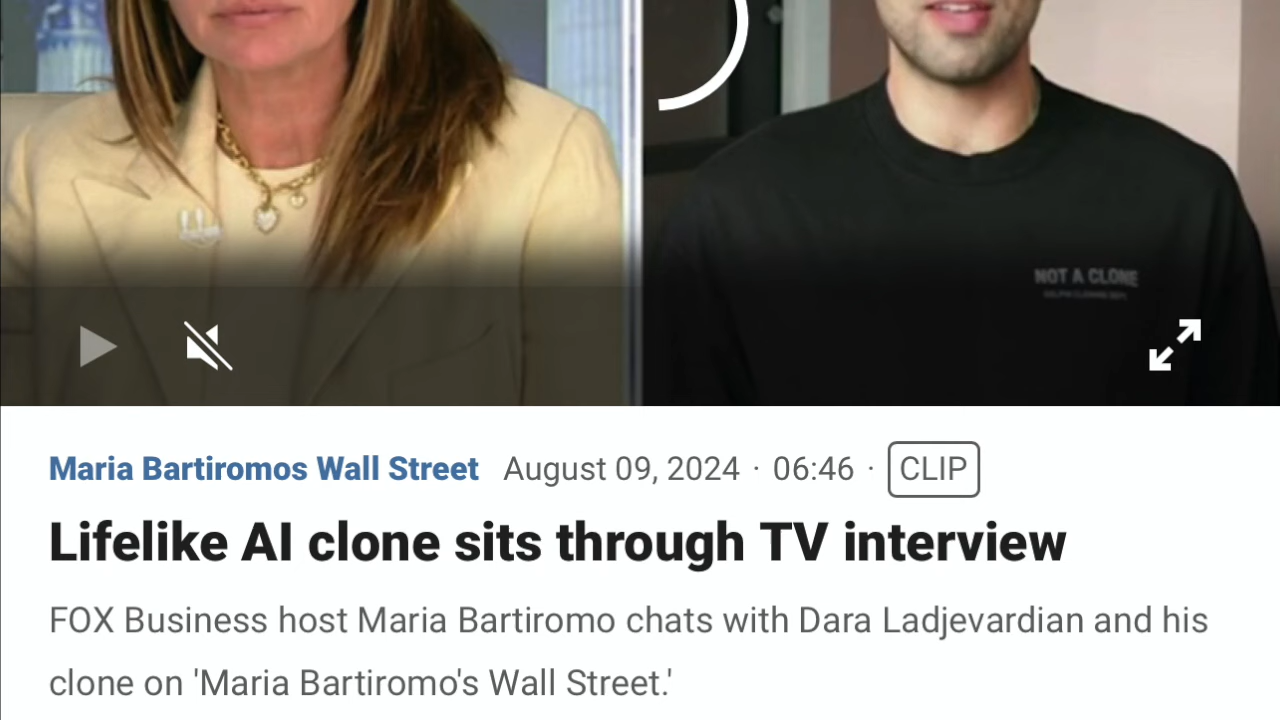 NOT A CLONE
Maria Bartiromos Wall Street August 09, 2024 · 06:46 · CLIP
Lifelike AI clone sits through TV interview
FOX Business host Maria Bartiromo chats with Dara Ladjevardian and his
clone on 'Maria Bartiromo's Wall Street.'